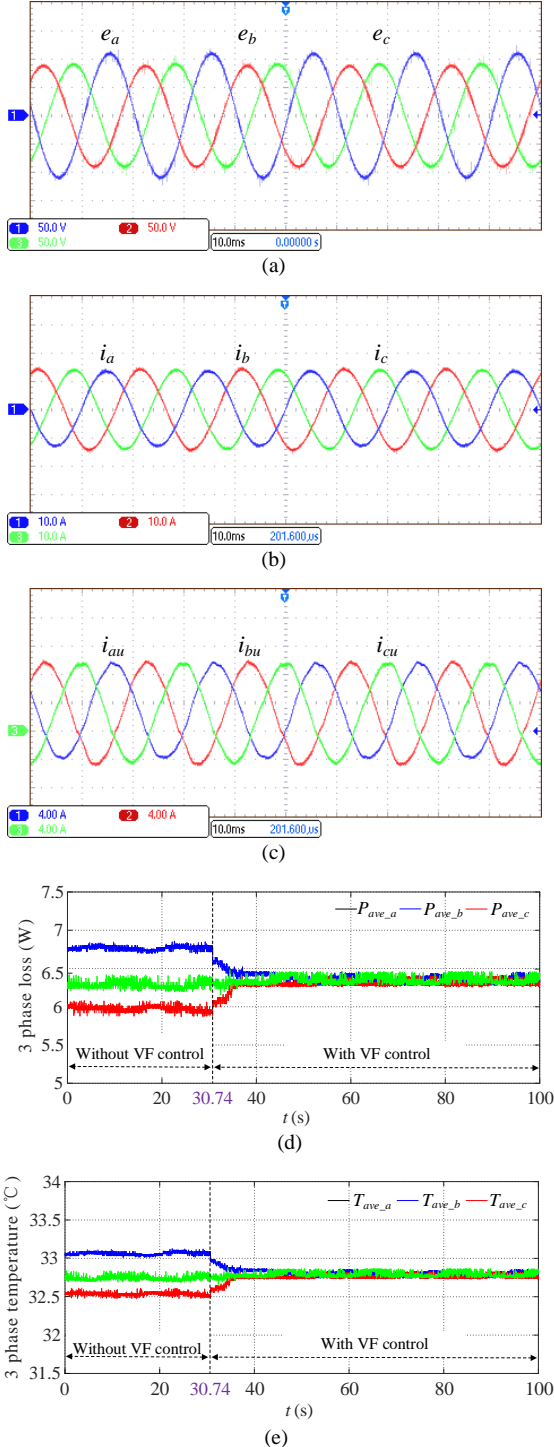 e_a e_b e_c
1
1 50.0 V 2 50.0 V
3 50.0 V 10.0ms 0.00000 s
(a)
i_a i_b i_c
1
1 10.0 A 2 10.0 A
3 10.0 A 10.0ms 201.600µs
(b)
i_au i_bu i_cu
3
1 4.00 A 2 4.00 A
3 4.00 A 10.0ms 201.600µs
(c)
3 phase loss (W)
7.5
7
6.5
6
5.5
5
P_ave_a P_ave_b P_ave_c
Without VF control With VF control
0 20 30.74 40 60 80 100
t (s)
(d)
3 phase temperature (℃)
34
33.5
33
32.5
32
31.5
T_ave_a T_ave_b T_ave_c
Without VF control With VF control
0 20 30.74 40 60 80 100
t (s)
(e)